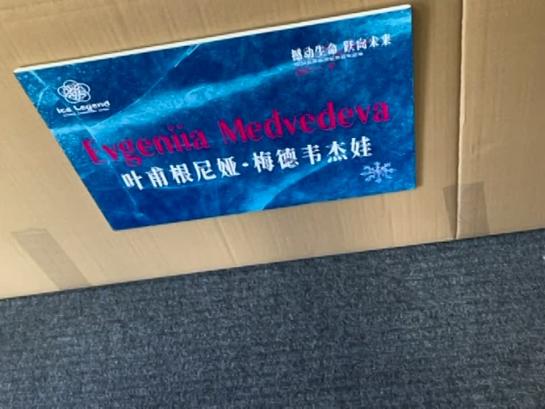 撼动生命 跃向未来
Ice Legend
Evgeniia Medvedeva
叶甫根尼娅·梅德韦杰娃